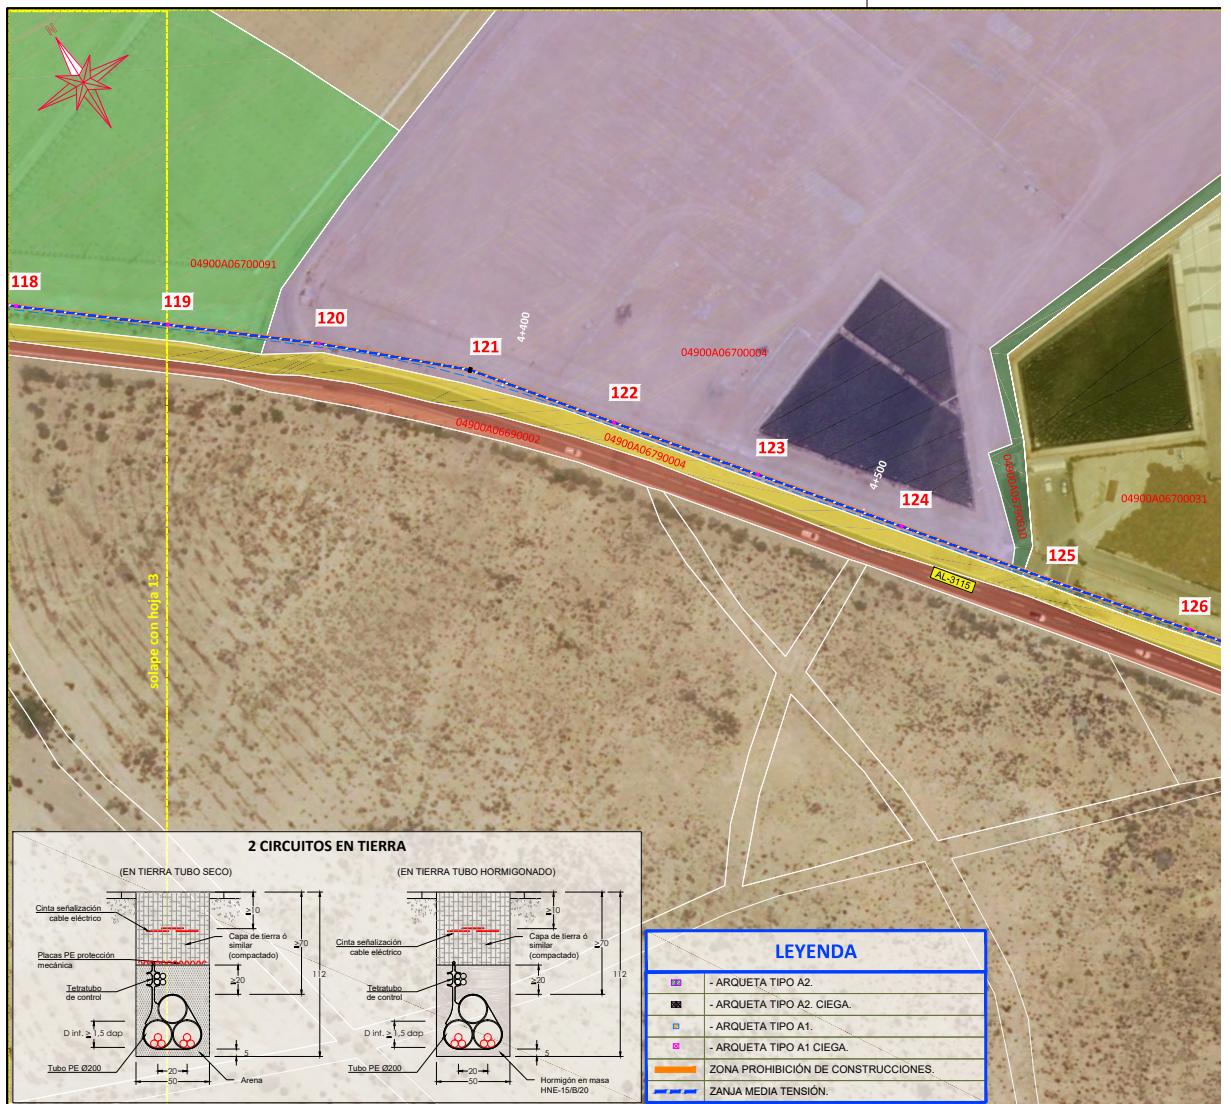 N
118
119
120
121
122
123
124
125
126
04900A06700091
4+400
04900A06700004
04900A06690002
04900A06790004
4+500
04900A06700031
AL-3115
solape con hoja 13
2 CIRCUITOS EN TIERRA
(EN TIERRA TUBO SECO)
Cinta señalización
cable eléctrico
Placas PE protección
mecánica
Tetratubo
de control
D int. ≥ 1,5 dap
Tubo PE Ø200
Capa de tierra ó
similar
(compactado)
≥10
≥70
≥20
112
5
20
50
Arena
(EN TIERRA TUBO HORMIGONADO)
Cinta señalización
cable eléctrico
Tetratubo
de control
D int. ≥ 1,5 dap
Tubo PE Ø200
Capa de tierra ó
similar
(compactado)
≥10
≥70
≥20
112
5
20
50
Hormigón en masa
HNE-15/B/20
LEYENDA
- ARQUETA TIPO A2.
- ARQUETA TIPO A2. CIEGA.
- ARQUETA TIPO A1.
- ARQUETA TIPO A1 CIEGA.
ZONA PROHIBICIÓN DE CONSTRUCCIONES.
ZANJA MEDIA TENSIÓN.